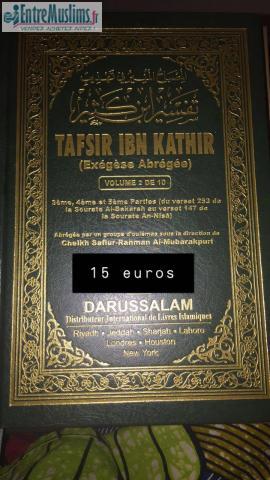 EntreMuslims.fr
VENDRE, ACHETEZ AVISE !
تفسير ابن كثير
TAFSIR IBN KATHIR
(Exégèse Abrégée)
VOLUME 2 DE 10
3ème, 4ème et 5ème Parties (du verset 253 de
la Sourate Al-Bakarah au verset 147 de
la Sourate An-Nisâ)
Abrégée par un groupe d'oulémas sous la direction de
Cheikh Safiur-Rahman Al-Mubarakpuri
15 euros
DARUSSALAM
Distributeur International de Livres Islamiques
Riyadh • Jeddah • Sharjah • Lahore
Londres • Houston
New York